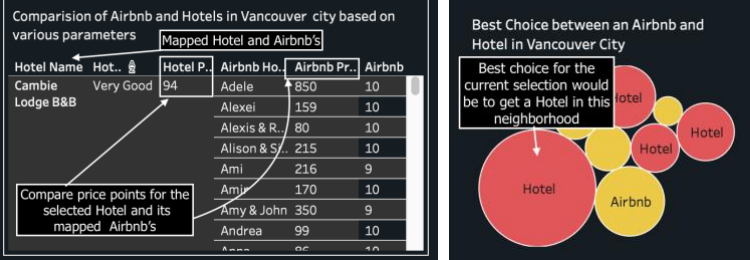 Comparision of Airbnb and Hotels in Vancouver city based on
various parameters
Mapped Hotel and Airbnb's
Hotel Name Hot.. Hotel P.. Airbnb Ho.. Airbnb Pr.. Airbnb
Cambie Very Good 94 Adele 850 10
Lodge B&B
Alexei 159 10
Alexis & R.. 80 10
Alison & S.. 215 10
Ami 216 9
Amir 170 10
Amy & John 350 9
Andrea 99 10
Anna 86 10
Compare price points for the
selected Hotel and its
mapped Airbnb's
Best Choice between an Airbnb and
Hotel in Vancouver City
Best choice for the
current selection would
be to get a Hotel in this
neighborhood
Hotel
Hotel
Hotel
Hotel
Airbnb